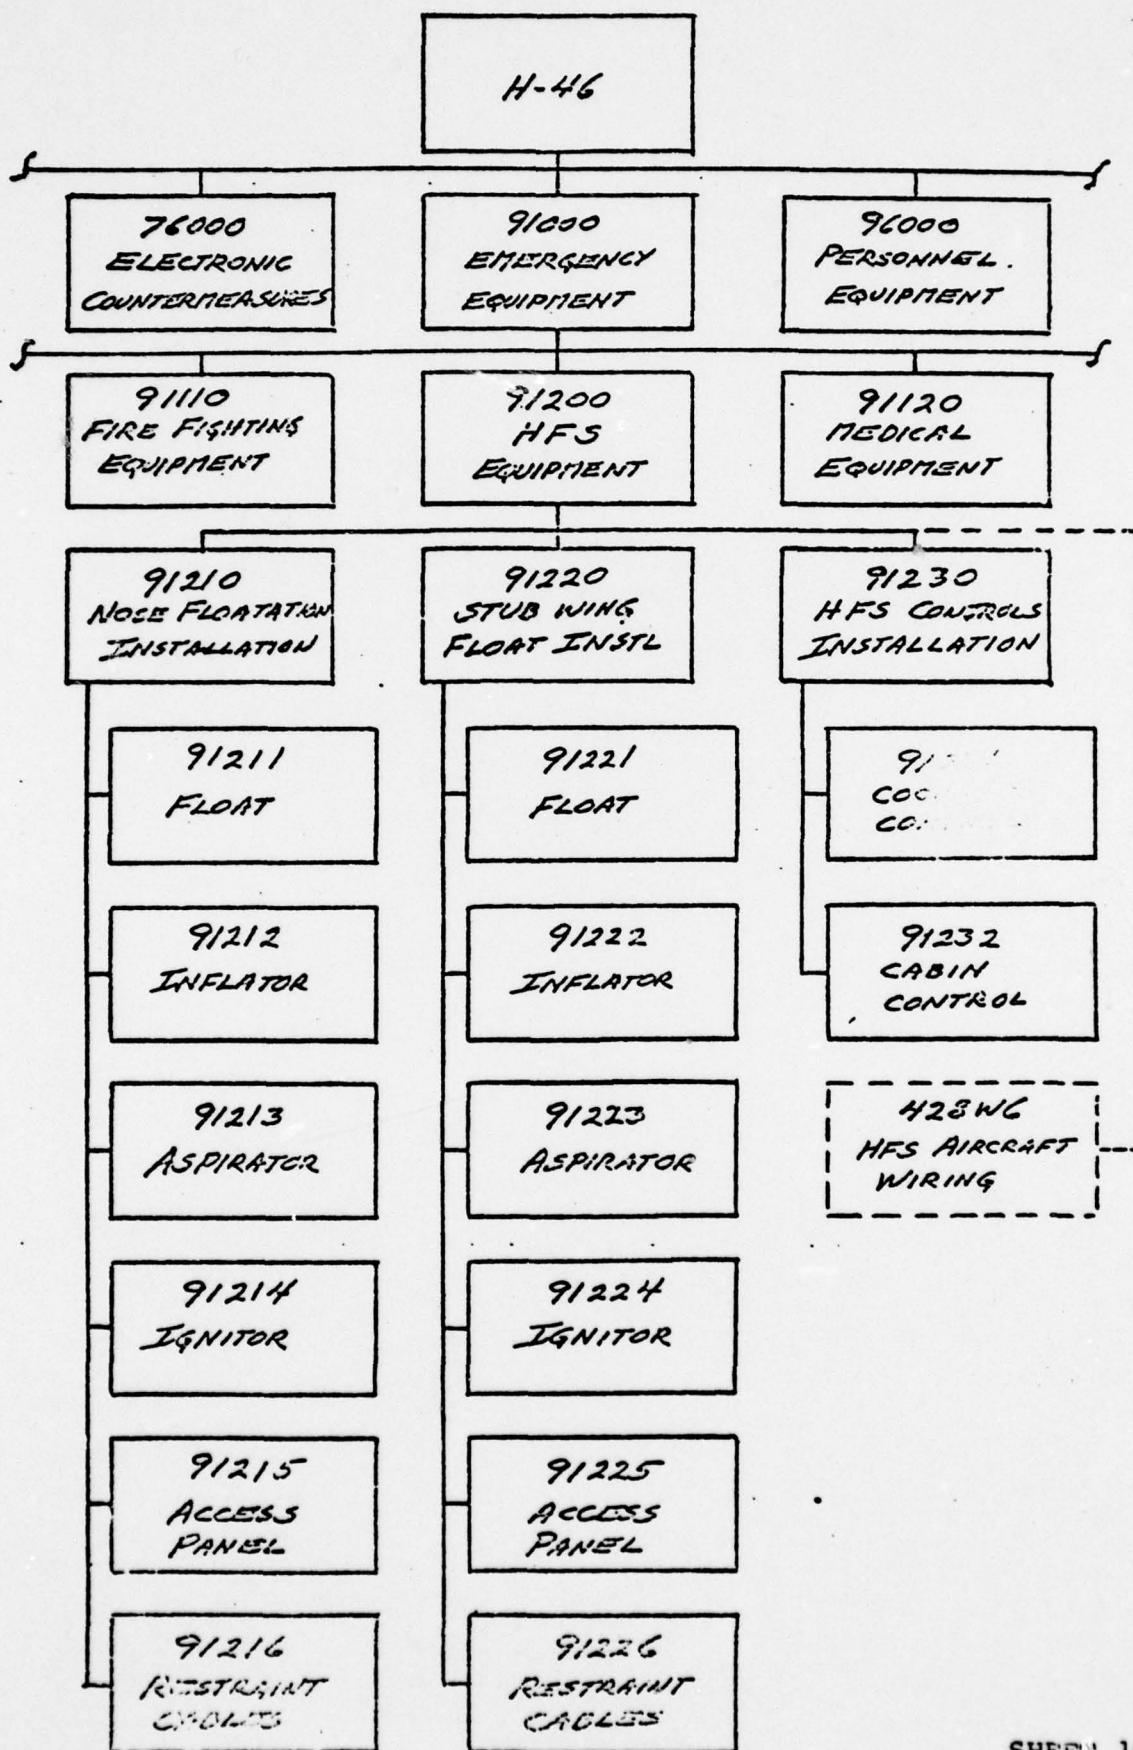 H-46
76000
ELECTRONIC
COUNTERMEASURES
91000
EMERGENCY
EQUIPMENT
96000
PERSONNEL
EQUIPMENT
91110
FIRE FIGHTING
EQUIPMENT
91200
HFS
EQUIPMENT
91120
MEDICAL
EQUIPMENT
91210
NOSE FLOATATION
INSTALLATION
91220
STUB WING
FLOAT INSTL
91230
HFS CONTROLS
INSTALLATION
91211
FLOAT
91212
INFLATOR
91213
ASPIRATOR
91214
IGNITOR
91215
ACCESS
PANEL
91216
RESTRAINT
CABLES
91221
FLOAT
91222
INFLATOR
91223
ASPIRATOR
91224
IGNITOR
91225
ACCESS
PANEL
91226
RESTRAINT
CABLES
91232
CABIN
CONTROL
428W6
HFS AIRCRAFT
WIRING